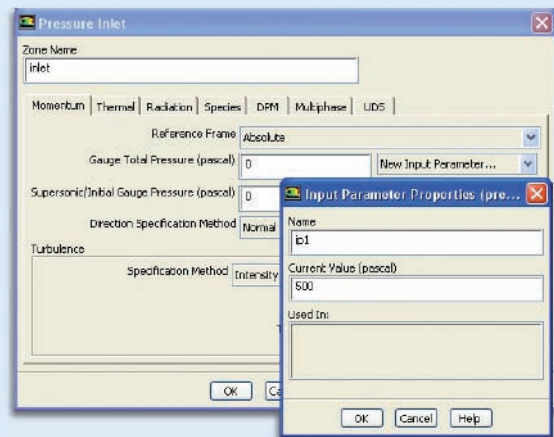 Pressure Inlet
Zone Name
inlet
Momentum Thermal Radiation Species DPM Multiphase UDS
Reference Frame Absolute
Gauge Total Pressure (pascal) 0 New Input Parameter...
Supersonic/Initial Gauge Pressure (pascal) 0
Direction Specification Method Normal
Turbulence
Specification Method Intensity
OK
Input Parameter Properties (pre...
Name
ip1
Current Value (pascal)
500
Used In:
OK Cancel Help